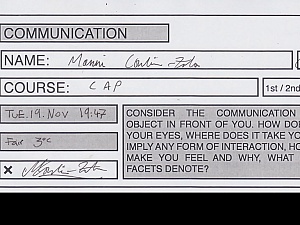 COMMUNICATION
NAME:
COURSE: CAP
1st / 2nd
TUE. 19. NOV 19:47
Fair 3°C
x
CONSIDER THE COMMUNICATION
OBJECT IN FRONT OF YOU. HOW DOE
YOUR EYES, WHERE DOES IT TAKE YO
IMPLY ANY FORM OF INTERACTION, HO
MAKE YOU FEEL AND WHY, WHAT
FACETS DENOTE?